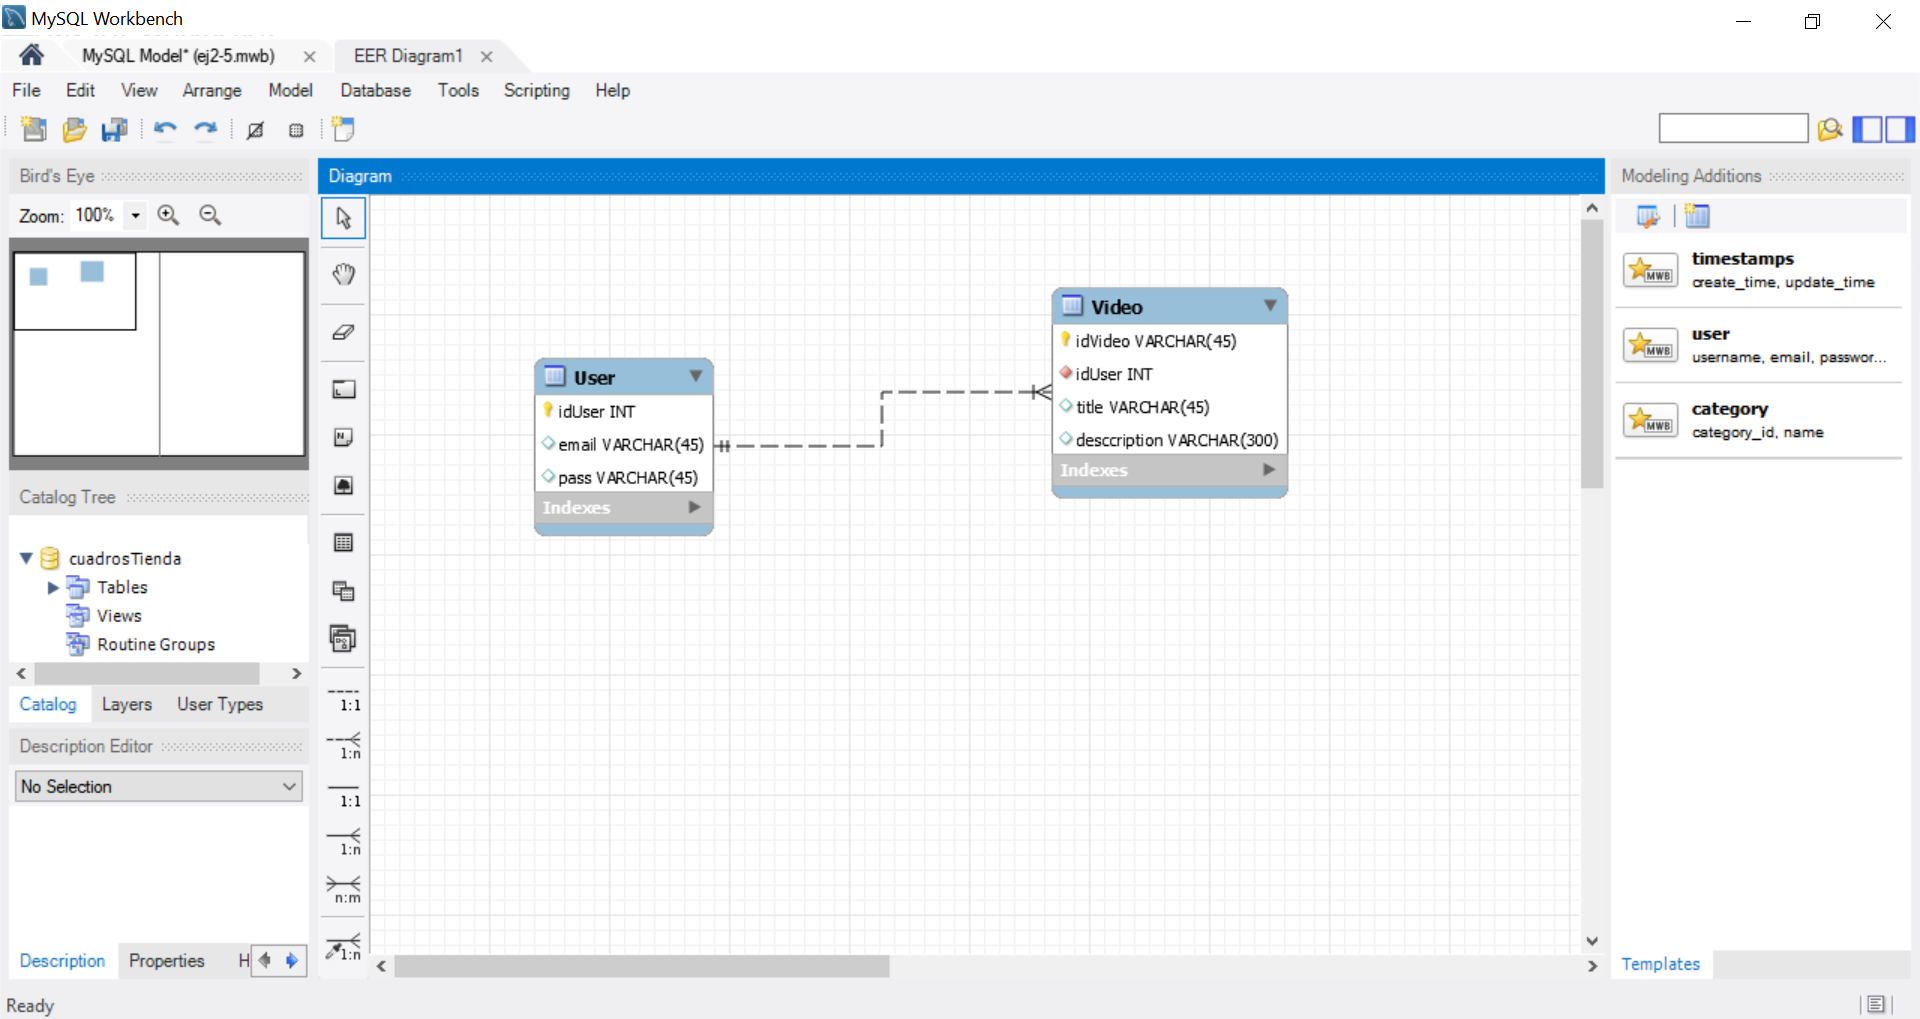 MySQL Workbench
MySQL Model* (ej2-5.mwb)
EER Diagram1
File Edit View Arrange Model Database Tools Scripting Help
Bird's Eye
Zoom: 100%
Catalog Tree
cuadrosTienda
Tables
Views
Routine Groups
Catalog Layers User Types
Description Editor
No Selection
Description Properties H
Ready
Diagram
N
1:1
1:n
1:1
1:n
n:m
1:n
User
idUser INT
email VARCHAR(45)
pass VARCHAR(45)
Indexes
Video
idVideo VARCHAR(45)
idUser INT
title VARCHAR(45)
desccription VARCHAR(300)
Indexes
Modeling Additions
MWB
timestamps
create_time, update_time
MWB
user
username, email, passwor...
MWB
category
category_id, name
Templates